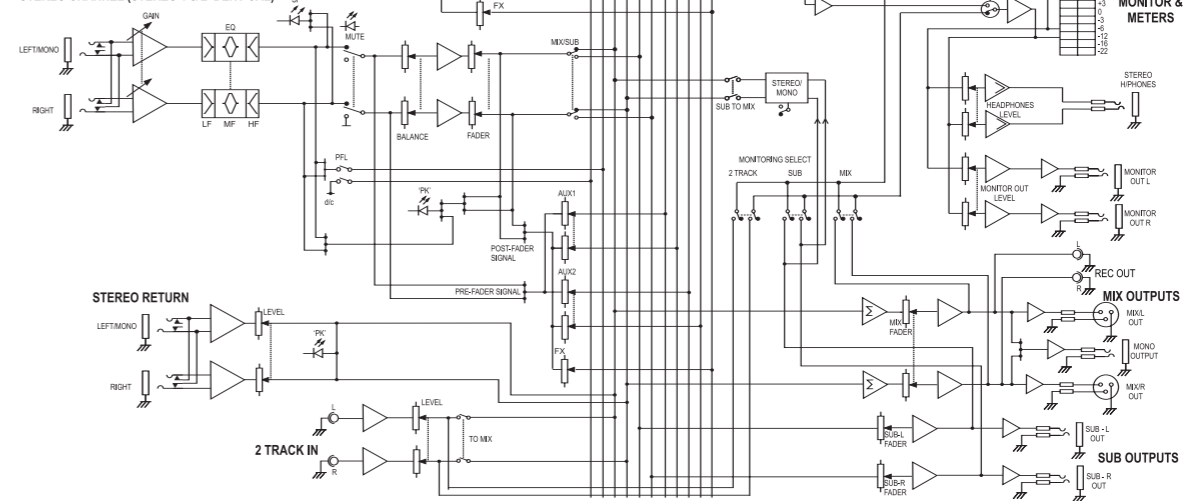 FX
MONITOR &
METERS
+3
0
-3
-6
-12
-16
-22
GAIN
EQ
MUTE
MIX/SUB
LEFT/MONO
RIGHT
LF MF HF
BALANCE
FADER
STEREO/
MONO
SUB TO MIX
HEADPHONES
LEVEL
STEREO
H/PHONES
PFL
d/c
'PK'
AUX1
MONITORING SELECT
2 TRACK SUB MIX
MONITOR OUT
LEVEL
MONITOR
OUT L
MONITOR
OUT R
POST-FADER
SIGNAL
AUX2
PRE-FADER SIGNAL
L
REC OUT
R
STEREO RETURN
LEVEL
LEFT/MONO
'PK'
RIGHT
FX
MIX OUTPUTS
Σ
MIX
FADER
MIX/L
OUT
MONO
OUTPUT
Σ
MIX/R
OUT
2 TRACK IN
L
R
LEVEL
TO MIX
SUB-L
FADER
SUB - L
OUT
SUB OUTPUTS
SUB-R
FADER
SUB - R
OUT